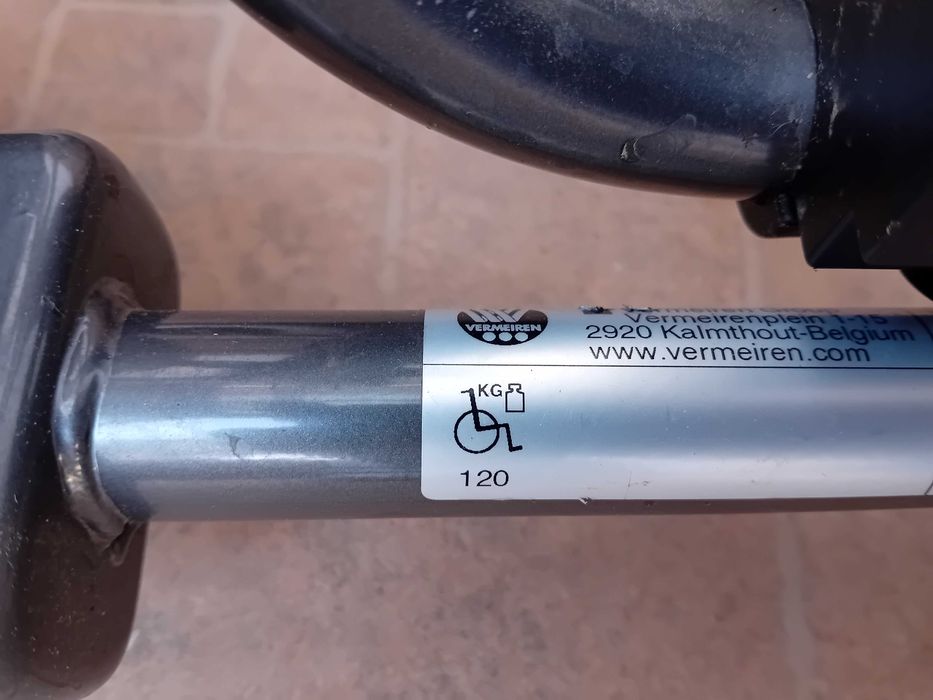 VERMEIREN
Vermeirenplein 1-15
2920 Kalmthout-Belgium
www.vermeiren.com
KG
120